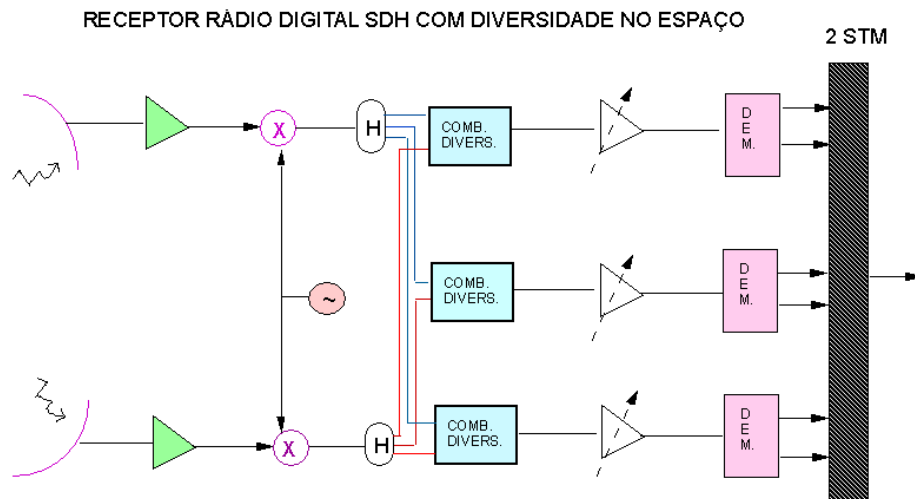 RECEPTOR RÁDIO DIGITAL SDH COM DIVERSIDADE NO ESPAÇO
2 STM
X
H
COMB.
DIVERS.
D
E
M.
~
COMB.
DIVERS.
D
E
M.
X
H
COMB.
DIVERS.
D
E
M.